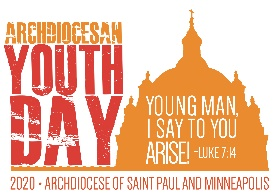 ARCHDIOCESAN
YOUTH
DAY
YOUNG MAN,
I SAY TO YOU
ARISE! -LUKE 7:14
2020 • ARCHDIOCESE OF SAINT PAUL AND MINNEAPOLIS